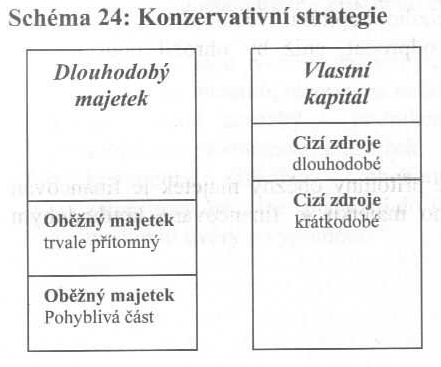 Schéma 24: Konzervativní strategie
Dlouhodobý
majetek
Oběžný majetek
trvale přítomný
Oběžný majetek
Pohyblivá část
Vlastní
kapitál
Cizí zdroje
dlouhodobé
Cizí zdroje
krátkodobé